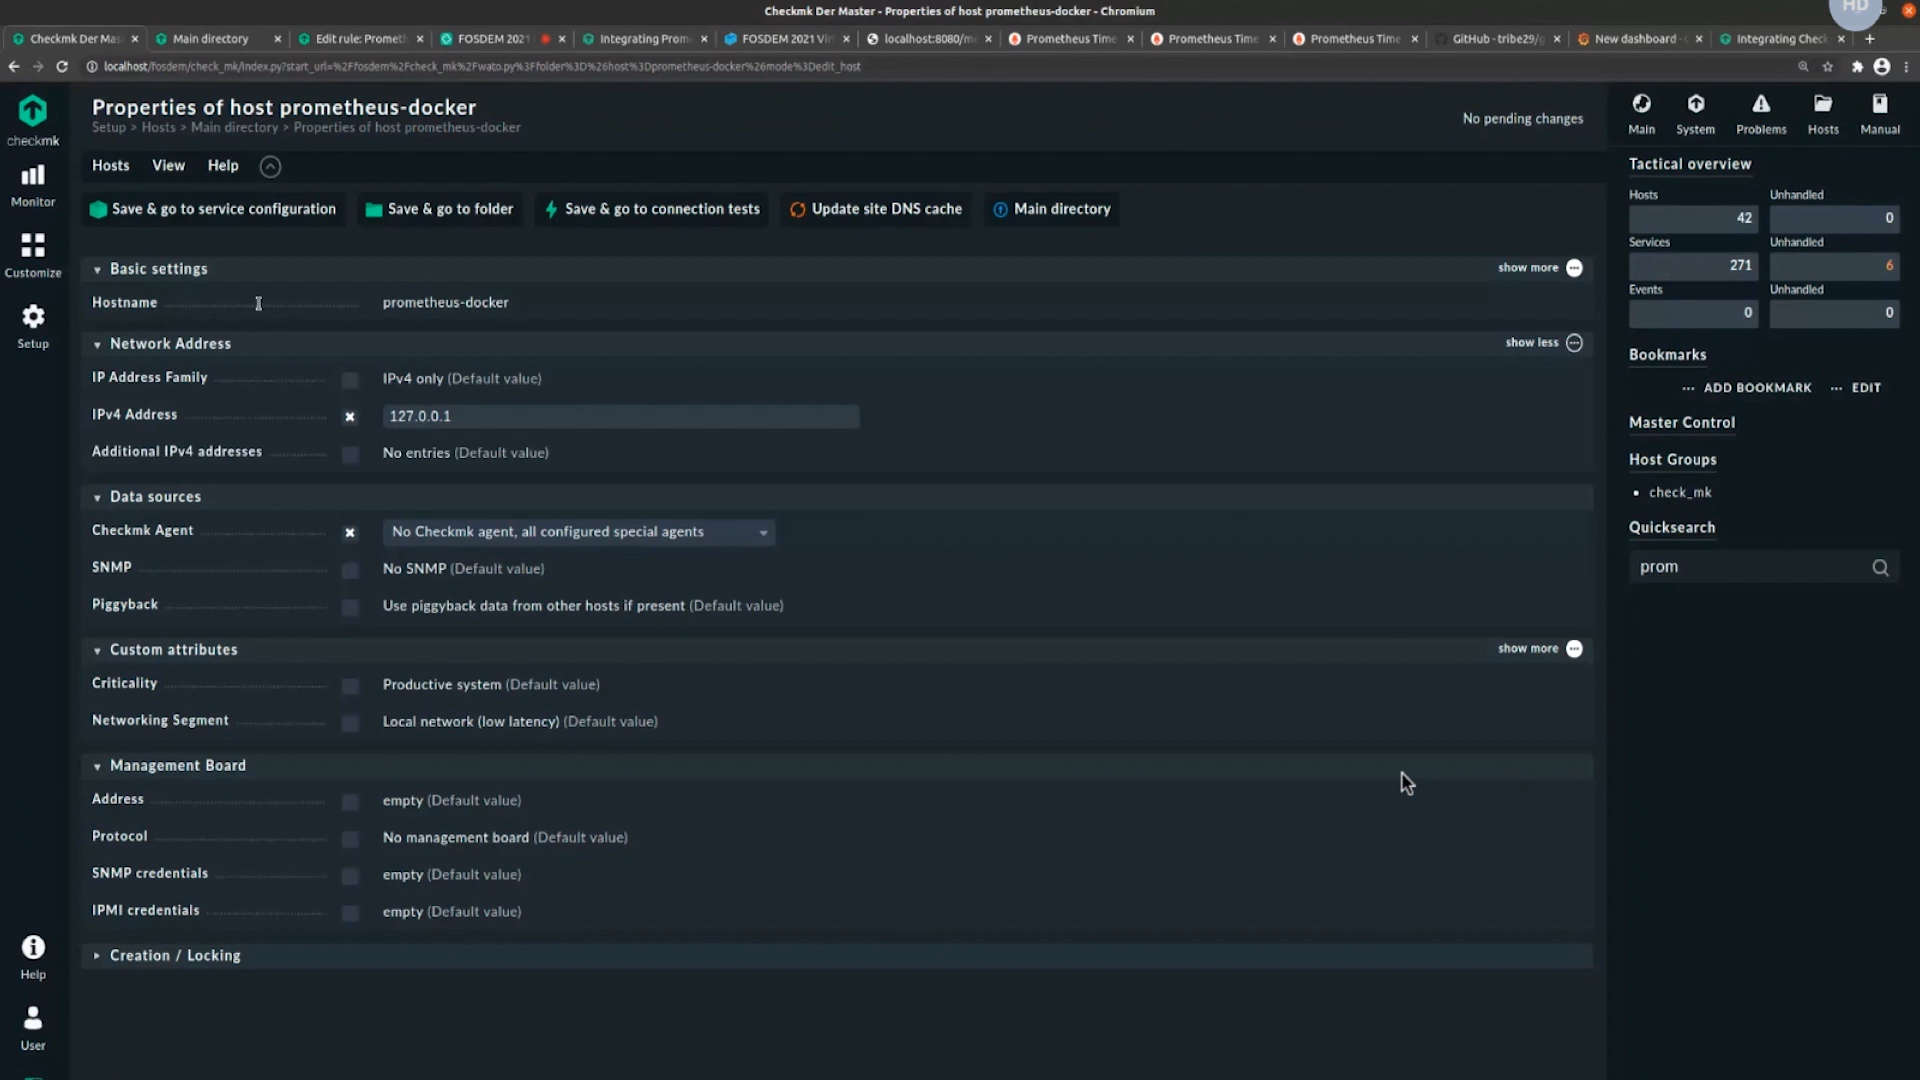 Checkmk Der Master - Properties of host prometheus-docker - Chromium
HD
Checkmk Der Mas
Main directory
Edit rule: Promet
FOSDEM 2021
Integrating Prom
FOSDEM 2021 Vir
localhost:8080/m
Prometheus Time
Prometheus Time
Prometheus Time
GitHub - tribe29/
New dashboard -
Integrating Check
localhost/fosdem/check_mk/index.py?start_url=%2Ffosdem%2Fcheck_mk%2Fwato.py%3Ffolder%3D%26host%3Dprometheus-docker%26mode%3Dedit_host
checkmk
Monitor
Customize
Setup
Help
User
Properties of host prometheus-docker
Setup > Hosts > Main directory > Properties of host prometheus-docker
No pending changes
Hosts View Help
Save & go to service configuration
Save & go to folder
Save & go to connection tests
Update site DNS cache
Main directory
Basic settings
show more
Hostname prometheus-docker
Network Address
show less
IP Address Family IPv4 only (Default value)
IPv4 Address 127.0.0.1
Additional IPv4 addresses No entries (Default value)
Data sources
Checkmk Agent No Checkmk agent, all configured special agents
SNMP No SNMP (Default value)
Piggyback Use piggyback data from other hosts if present (Default value)
Custom attributes
show more
Criticality Productive system (Default value)
Networking Segment Local network (low latency) (Default value)
Management Board
Address empty (Default value)
Protocol No management board (Default value)
SNMP credentials empty (Default value)
IPMI credentials empty (Default value)
Creation / Locking
Main System Problems Hosts Manual
Tactical overview
Hosts Unhandled
42 0
Services Unhandled
271 6
Events Unhandled
0 0
Bookmarks
ADD BOOKMARK EDIT
Master Control
Host Groups
check_mk
Quicksearch
prom